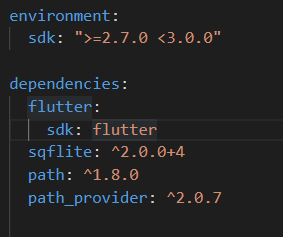 environment:
  sdk: ">=2.7.0 <3.0.0"
dependencies:
  flutter:
    sdk: flutter
  sqflite: ^2.0.0+4
  path: ^1.8.0
  path_provider: ^2.0.7